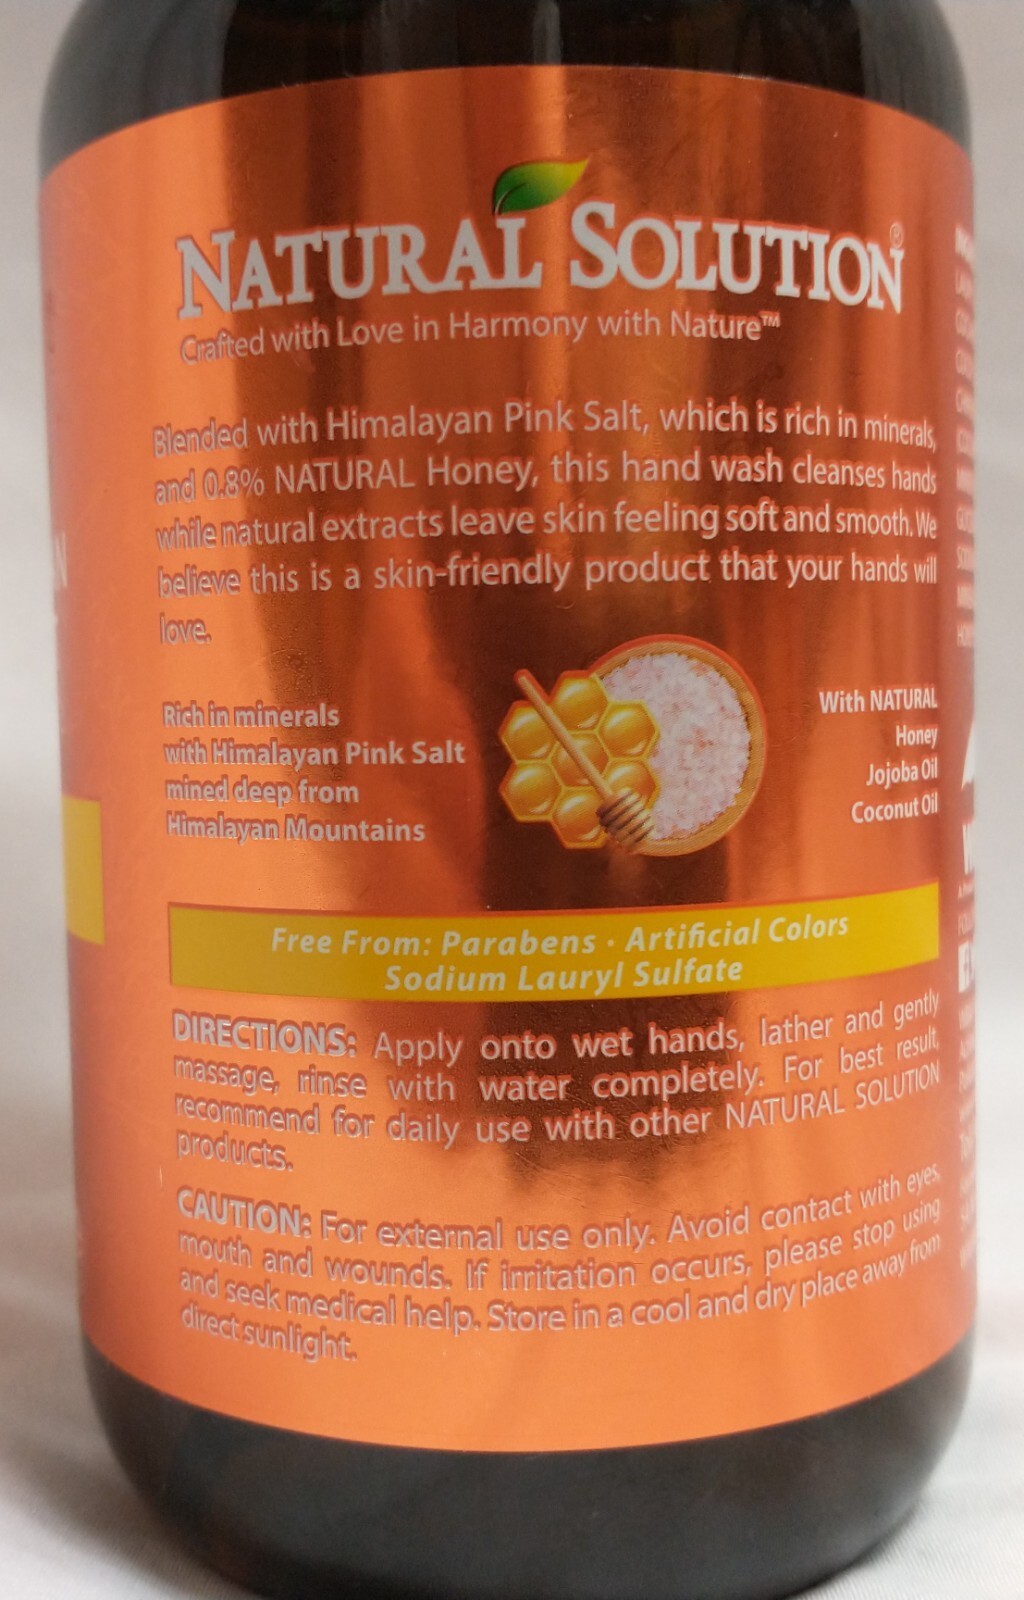 NATURAL SOLUTION®
Crafted with Love in Harmony with Nature™
Blended with Himalayan Pink Salt, which is rich in minerals,
and 0.8% NATURAL Honey, this hand wash cleanses hands
while natural extracts leave skin feeling soft and smooth. We
believe this is a skin-friendly product that your hands will
love.
Rich in minerals
with Himalayan Pink Salt
mined deep from
Himalayan Mountains
With NATURAL
Honey
Jojoba Oil
Coconut Oil
Free From: Parabens · Artificial Colors
Sodium Lauryl Sulfate
DIRECTIONS: Apply onto wet hands, lather and gently
massage, rinse with water completely. For best result,
recommend for daily use with other NATURAL SOLUTION
products.
CAUTION: For external use only. Avoid contact with eyes,
mouth and wounds. If irritation occurs, please stop using
and seek medical help. Store in a cool and dry place away from
direct sunlight.